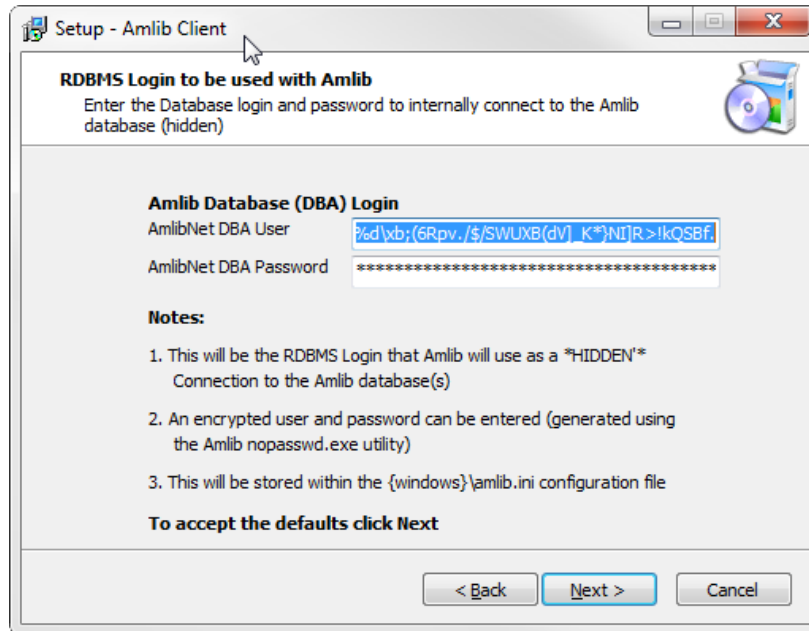 Setup - Amlib Client
RDBMS Login to be used with Amlib
Enter the Database login and password to internally connect to the Amlib
database (hidden)
Amlib Database (DBA) Login
AmlibNet DBA User
%d\xb;(6Rpv./$/SWUXB(dV]_K*}NI]R>!kQSBf.
AmlibNet DBA Password
****************************************
Notes:
1. This will be the RDBMS Login that Amlib will use as a *HIDDEN'*
Connection to the Amlib database(s)
2. An encrypted user and password can be entered (generated using
the Amlib nopasswd.exe utility)
3. This will be stored within the {windows}\amlib.ini configuration file
To accept the defaults click Next
< Back
Next >
Cancel